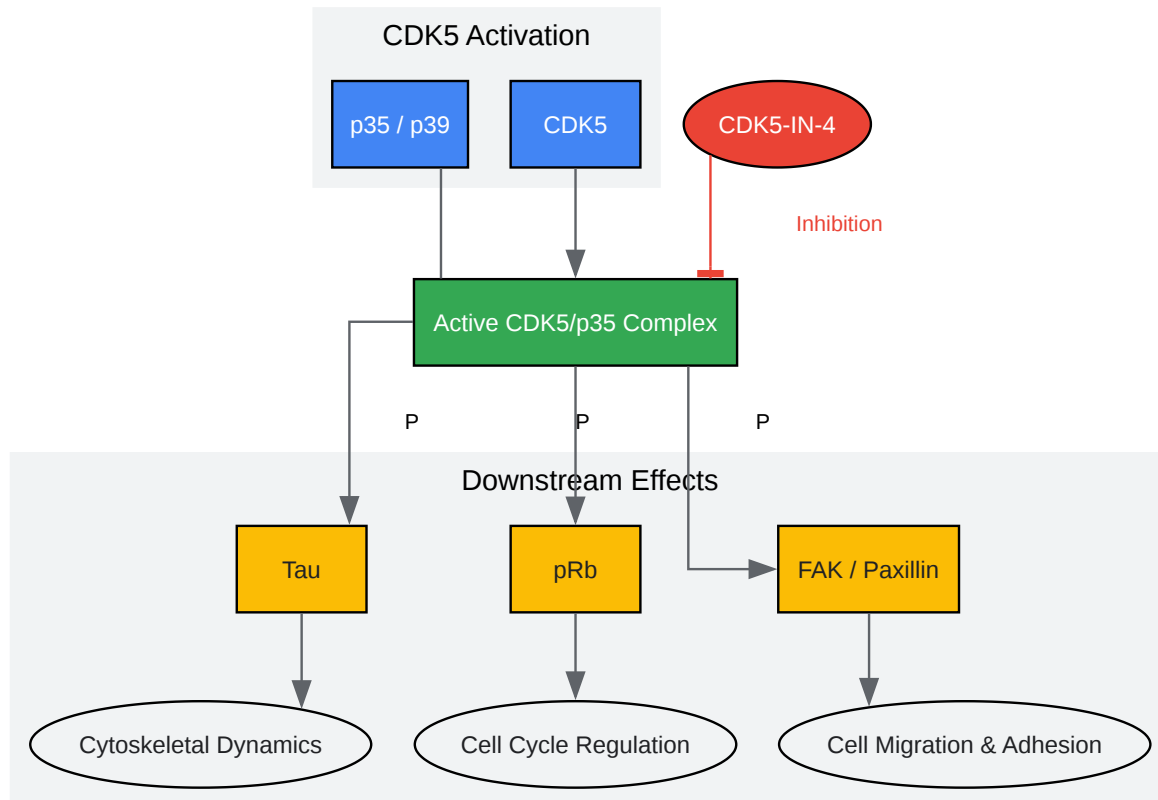 CDK5 Activation
p35 / p39
CDK5
CDK5-IN-4
Inhibition
Active CDK5/p35 Complex
P
P
P
Downstream Effects
Tau
pRb
FAK / Paxillin
Cytoskeletal Dynamics
Cell Cycle Regulation
Cell Migration & Adhesion